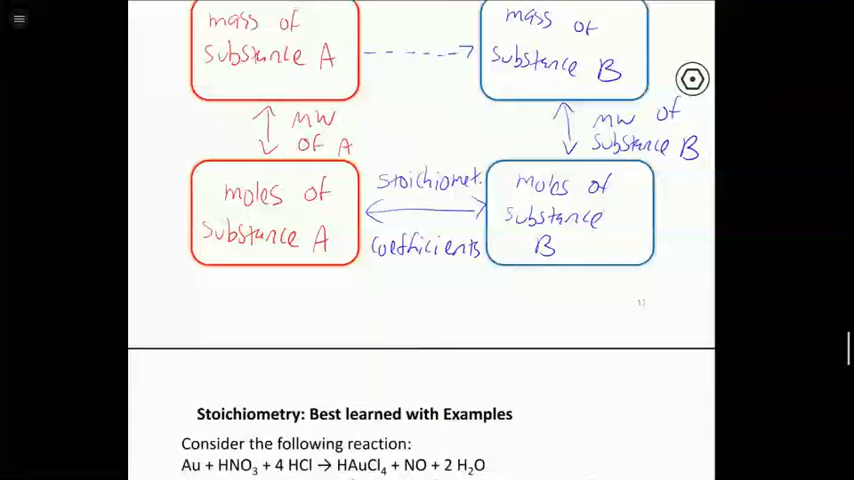 mass of
substance A
mass of
substance B
MW
of A
MW of
substance B
moles of
substance A
stoichiomet.
coefficients
moles of
substance
B
17
Stoichiometry: Best learned with Examples
Consider the following reaction:
Au + HNO₃ + 4 HCl → HAuCl₄ + NO + 2 H₂O